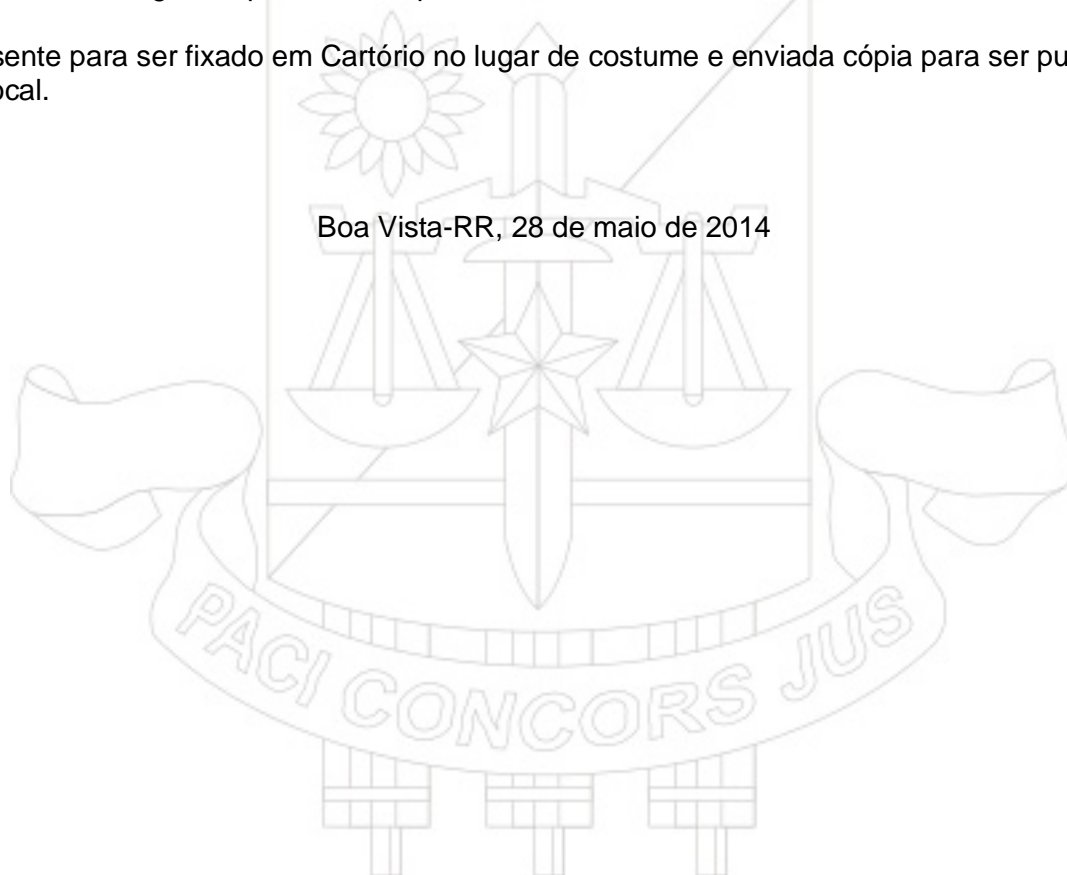 sente para ser fixado em Cartório no lugar de costume e enviada cópia para ser pu
ocal.
Boa Vista-RR, 28 de maio de 2014
PACI CONCORS JUS